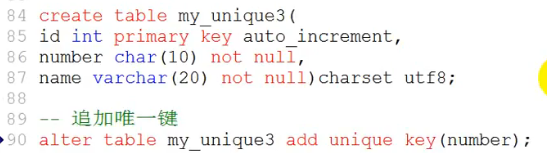 84 create table my_unique3(
85 id int primary key auto_increment,
86 number char(10) not null,
87 name varchar(20) not null)charset utf8;
88
89 -- 追加唯一键
90 alter table my_unique3 add unique key(number);